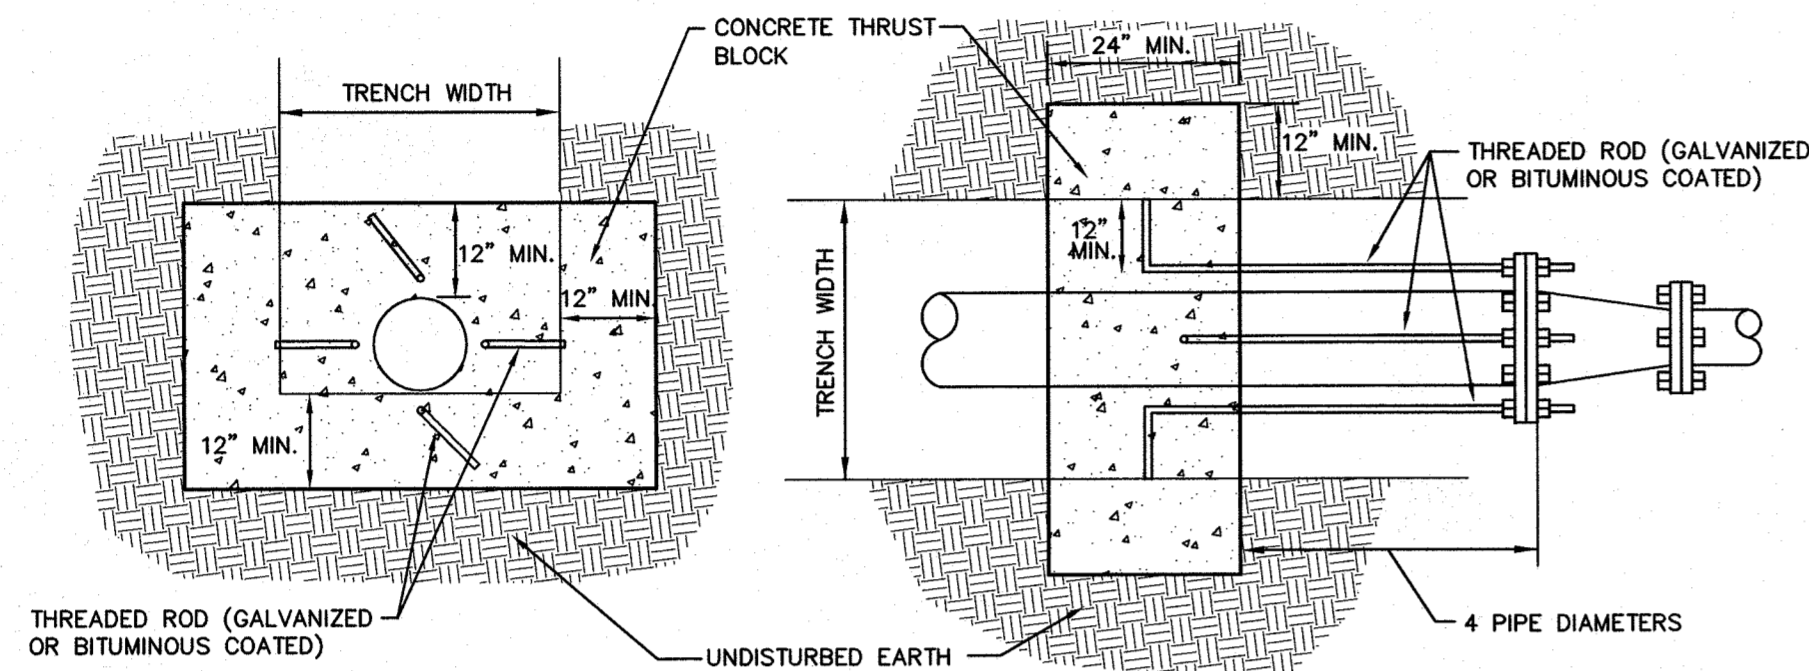 CONCRETE THRUST
BLOCK
TRENCH WIDTH
12" MIN.
12" MIN.
12" MIN.
THREADED ROD (GALVANIZED
OR BITUMINOUS COATED)
UNDISTURBED EARTH
24" MIN.
12" MIN.
THREADED ROD (GALVANIZED
OR BITUMINOUS COATED)
12"
MIN.
TRENCH WIDTH
4 PIPE DIAMETERS